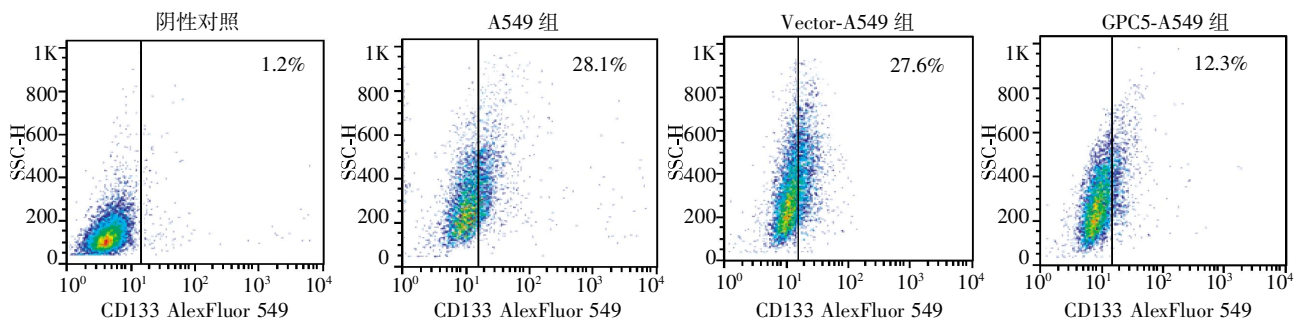 阴性对照
1K
800
600
400
200
0
SSC-H
1.2%
10⁰ 10¹ 10² 10³ 10⁴
CD133 AlexFluor 549
A549 组
1K
800
600
400
200
0
SSC-H
28.1%
10⁰ 10¹ 10² 10³ 10⁴
CD133 AlexFluor 549
Vector-A549 组
1K
800
600
400
200
0
SSC-H
27.6%
10⁰ 10¹ 10² 10³ 10⁴
CD133 AlexFluor 549
GPC5-A549 组
1K
800
600
400
200
0
SSC-H
12.3%
10⁰ 10¹ 10² 10³ 10⁴
CD133 AlexFluor 549